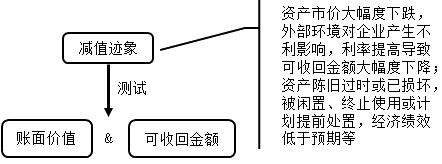 减值迹象
测试
账面价值
&
可收回金额
资产市价大幅度下跌，
外部环境对企业产生不
利影响，利率提高导致
可收回金额大幅度下降；
资产陈旧过时或已损坏，
被闲置、终止使用或计
划提前处置，经济绩效
低于预期等